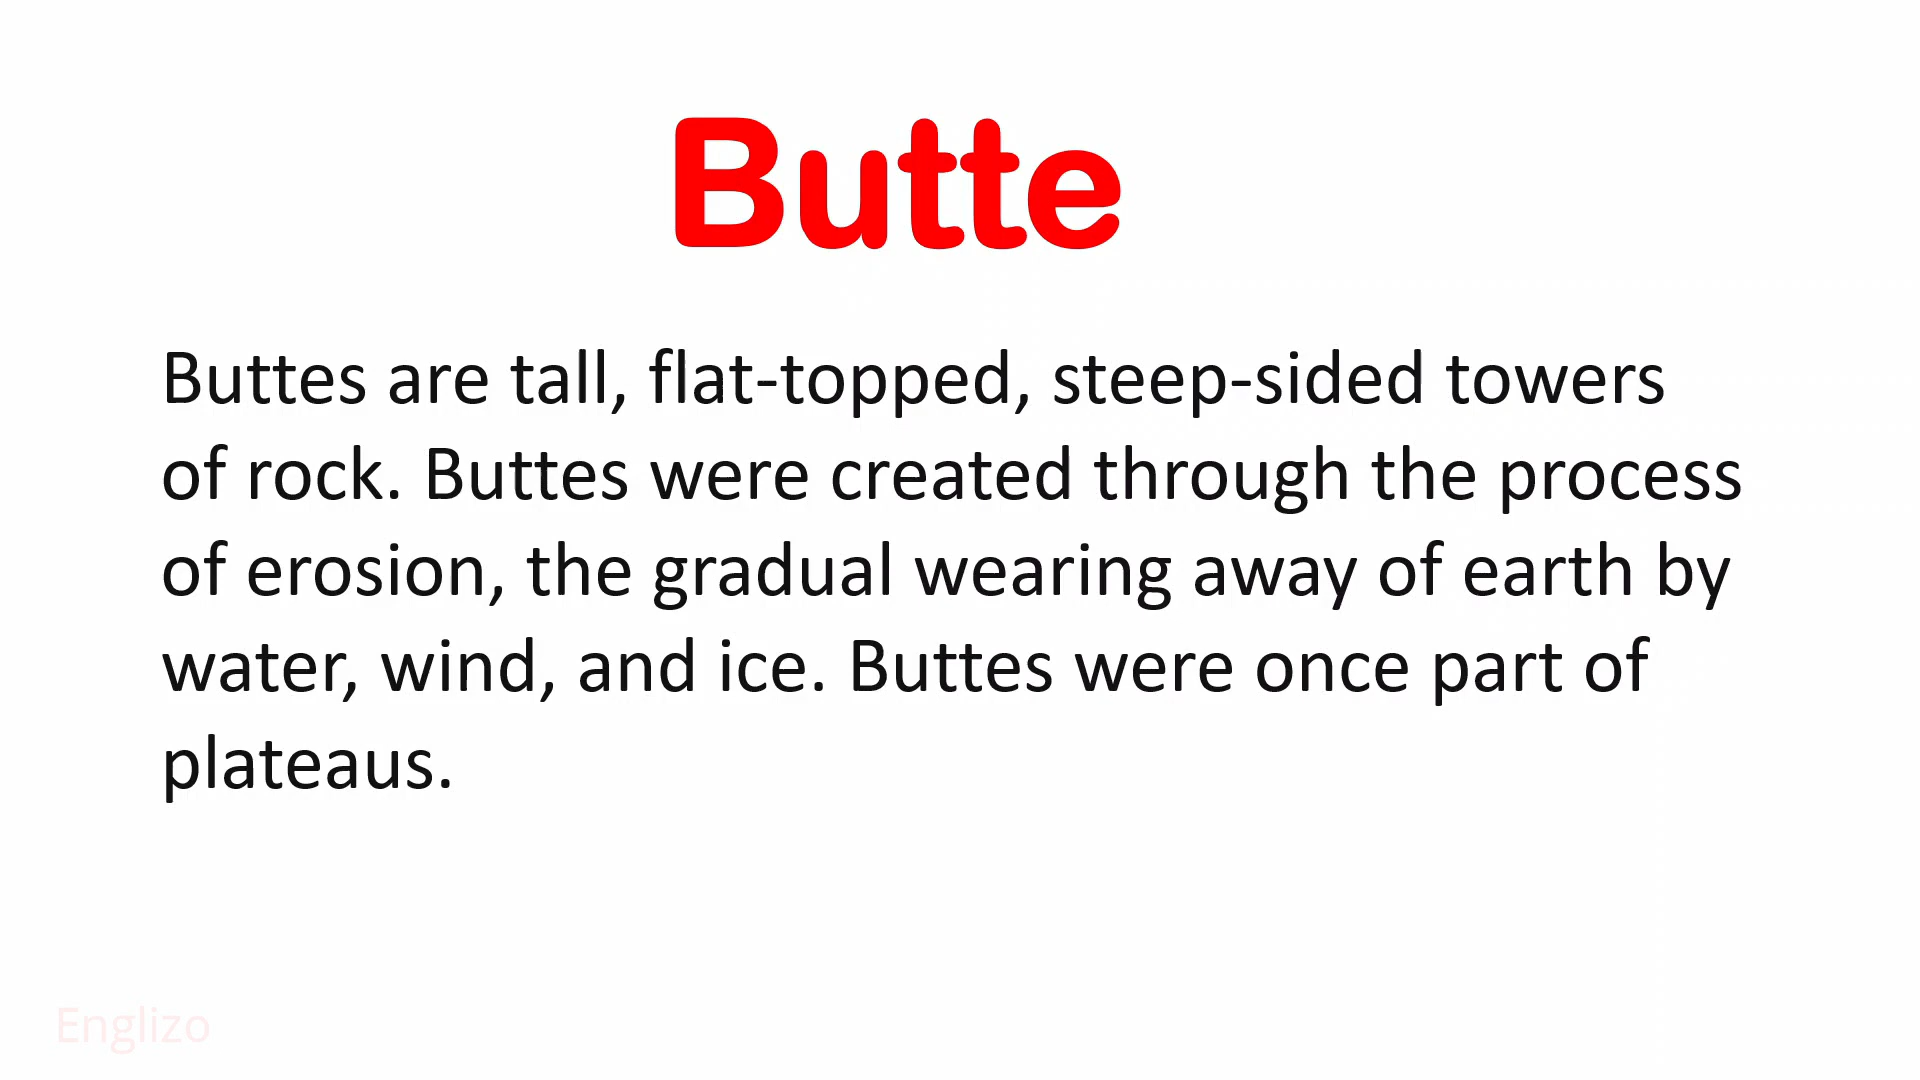 Butte
Buttes are tall, flat-topped, steep-sided towers
of rock. Buttes were created through the process
of erosion, the gradual wearing away of earth by
water, wind, and ice. Buttes were once part of
plateaus.
Englizo